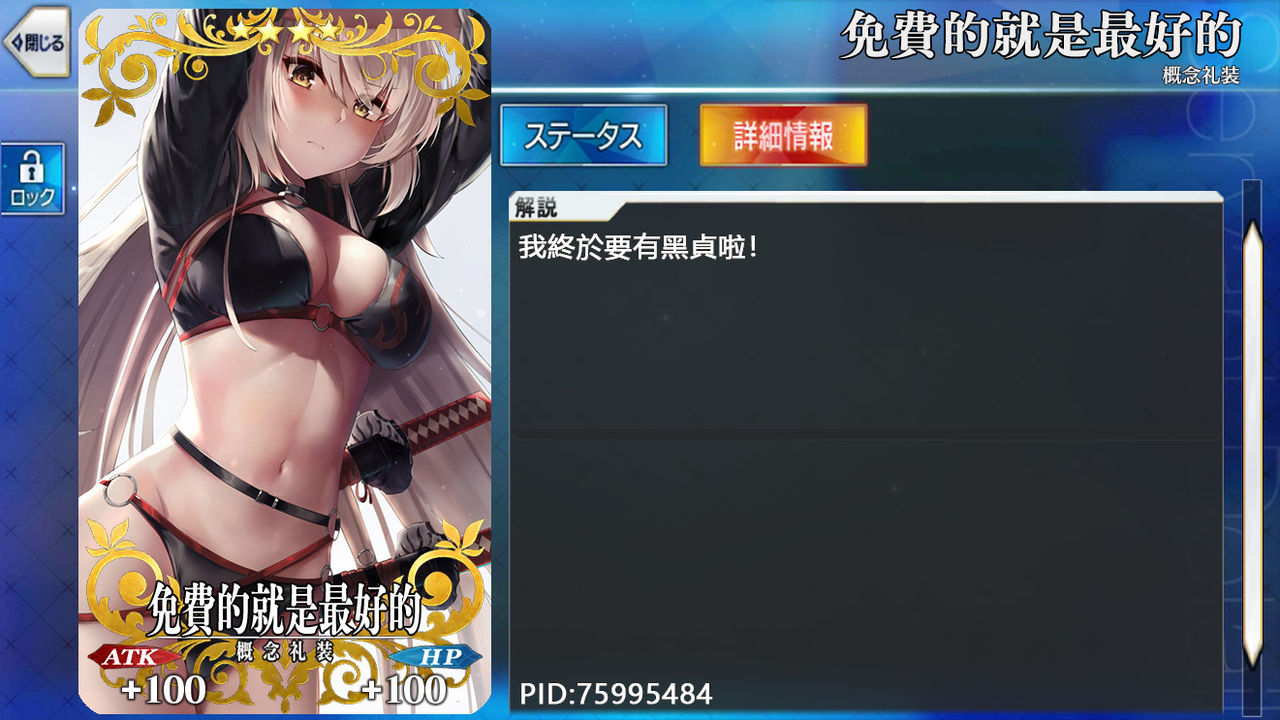 閉じる
免費的就是最好的
概念礼装
ロック
ステータス
詳細情報
解説
我終於要有黑貞啦!
免費的就是最好的
概念礼装
ATK
HP
+100
+100
PID:75995484